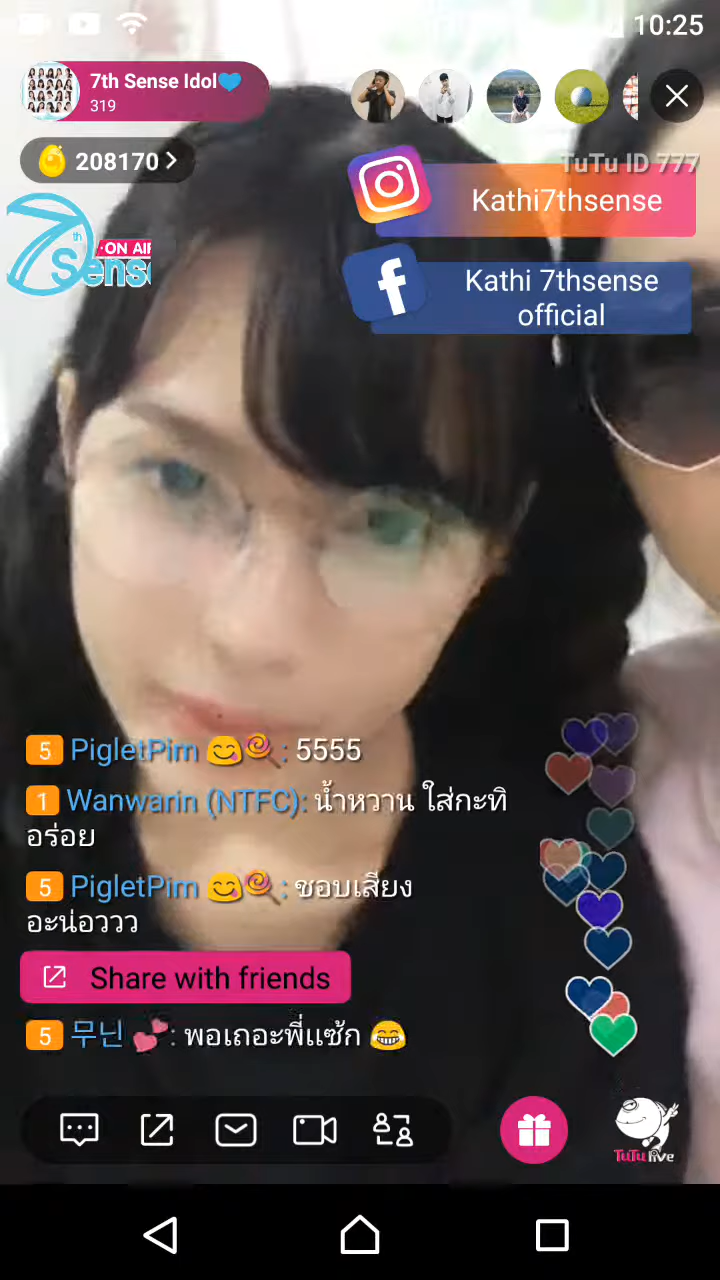 10:25
7th Sense Idol💙
319
208170
TuTu ID 777
Kathi7thsense
7th Sense
·ON AIR
Kathi 7thsense
official
5 PigletPim 😋🍭: 5555
1 Wanwarin (NTFC): น้ำหวาน ใส่กะทิ
อร่อย
5 PigletPim 😋🍭: ชอบเสียง
อะน่อววว
Share with friends
5 무닌 💕: พอเถอะพี่แซ้ก 😂
TuTu live